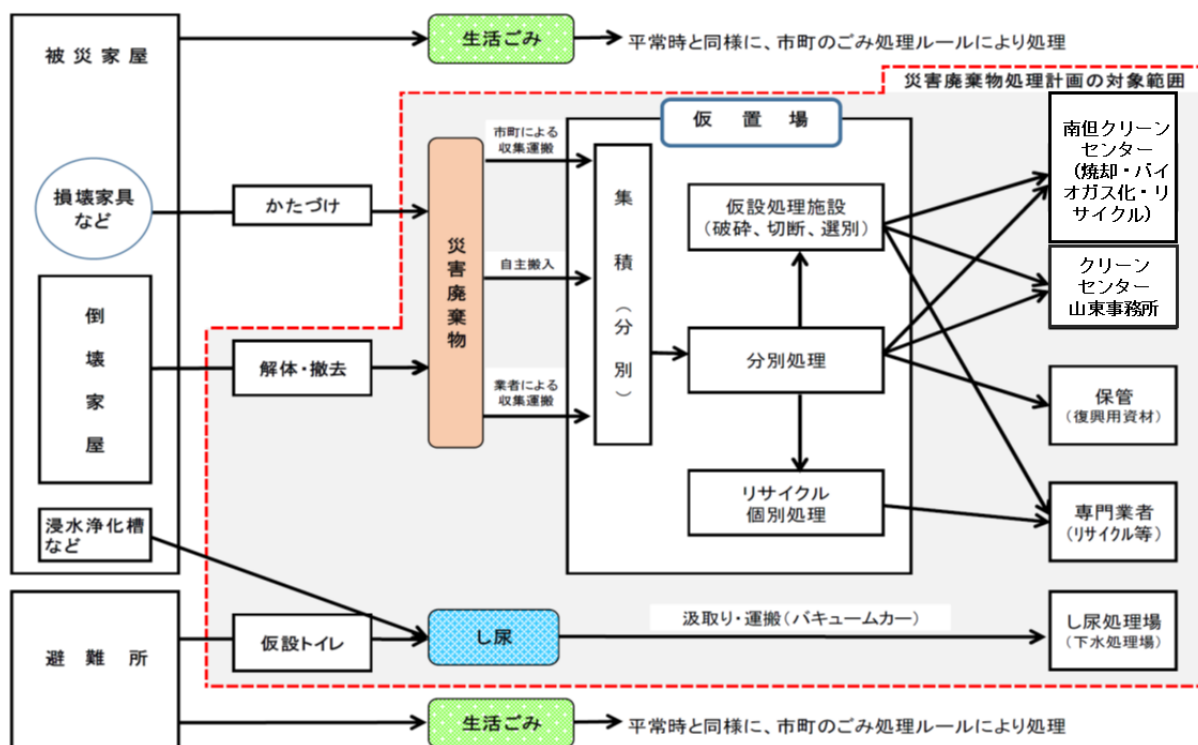 被災家屋
生活ごみ
平常時と同様に、市町のごみ処理ルールにより処理
災害廃棄物処理計画の対象範囲
損壊家具
など
かたづけ
倒壊家屋
解体・撤去
浸水浄化槽
など
災害廃棄物
市町による
収集運搬
自主搬入
業者による
収集運搬
仮置場
集積(分別)
仮設処理施設
(破砕、切断、選別)
分別処理
リサイクル
個別処理
南但クリーン
センター
(焼却・バイ
オガス化・リ
サイクル)
クリーン
センター
山東事務所
保管
(復興用資材)
専門業者
(リサイクル等)
避難所
仮設トイレ
し尿
汲取り・運搬(バキュームカー)
し尿処理場
(下水処理場)
生活ごみ
平常時と同様に、市町のごみ処理ルールにより処理